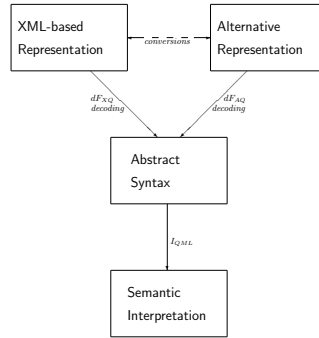 XML-based
Representation
Alternative
Representation
conversions
dF_XQ
decoding
dF_AQ
decoding
Abstract
Syntax
I_QML
Semantic
Interpretation